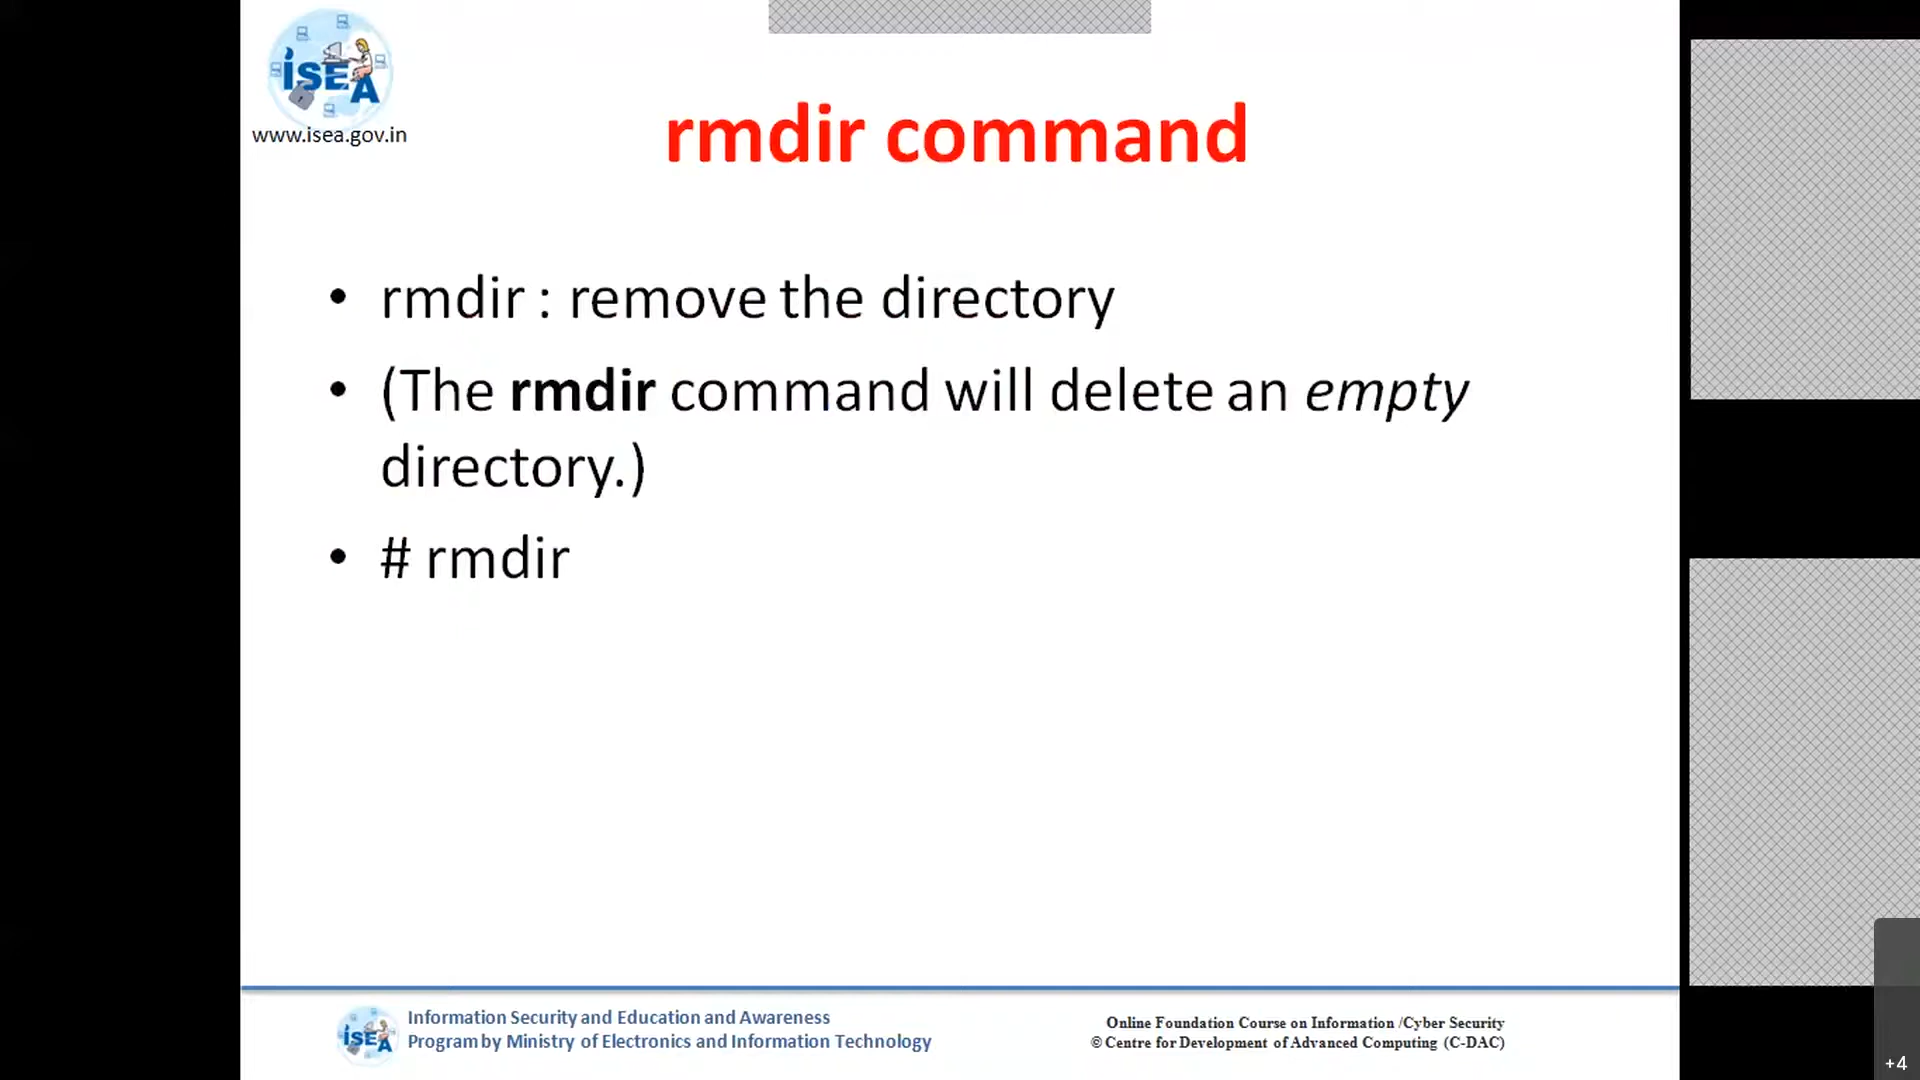 iSEA
www.isea.gov.in
rmdir command
• rmdir : remove the directory
• (The rmdir command will delete an empty
directory.)
• # rmdir
iSEA
Information Security and Education and Awareness
Program by Ministry of Electronics and Information Technology
Online Foundation Course on Information /Cyber Security
© Centre for Development of Advanced Computing (C-DAC)
+4